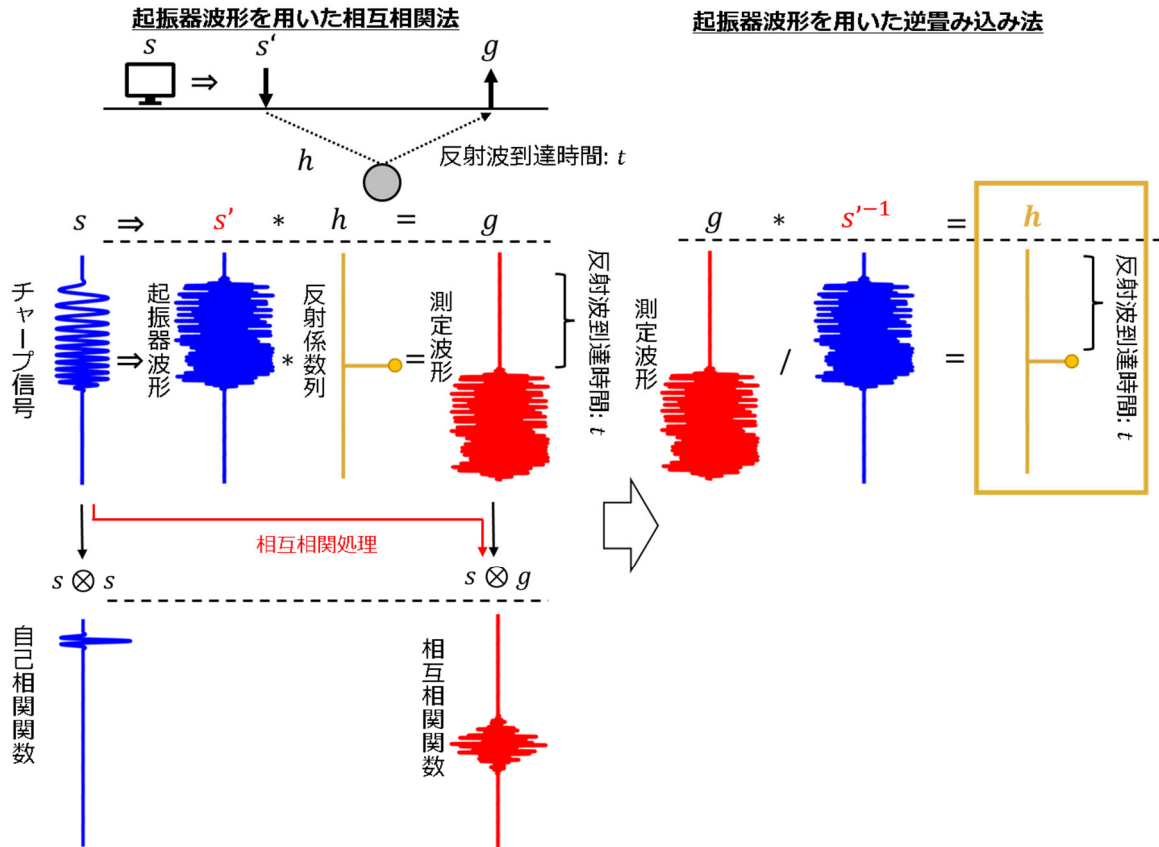 起振器波形を用いた相互相関法
起振器波形を用いた逆畳み込み法
s ⇒ s‘ g
h
反射波到達時間: t
s ⇒ s' * h = g
g * s'⁻¹ = h
チャープ信号
⇒
起振器波形
*
反射係数列
=
測定波形
反射波到達時間: t
測定波形
/
=
反射波到達時間: t
相互相関処理
s ⊗ s
s ⊗ g
自己相関関数
相互相関関数